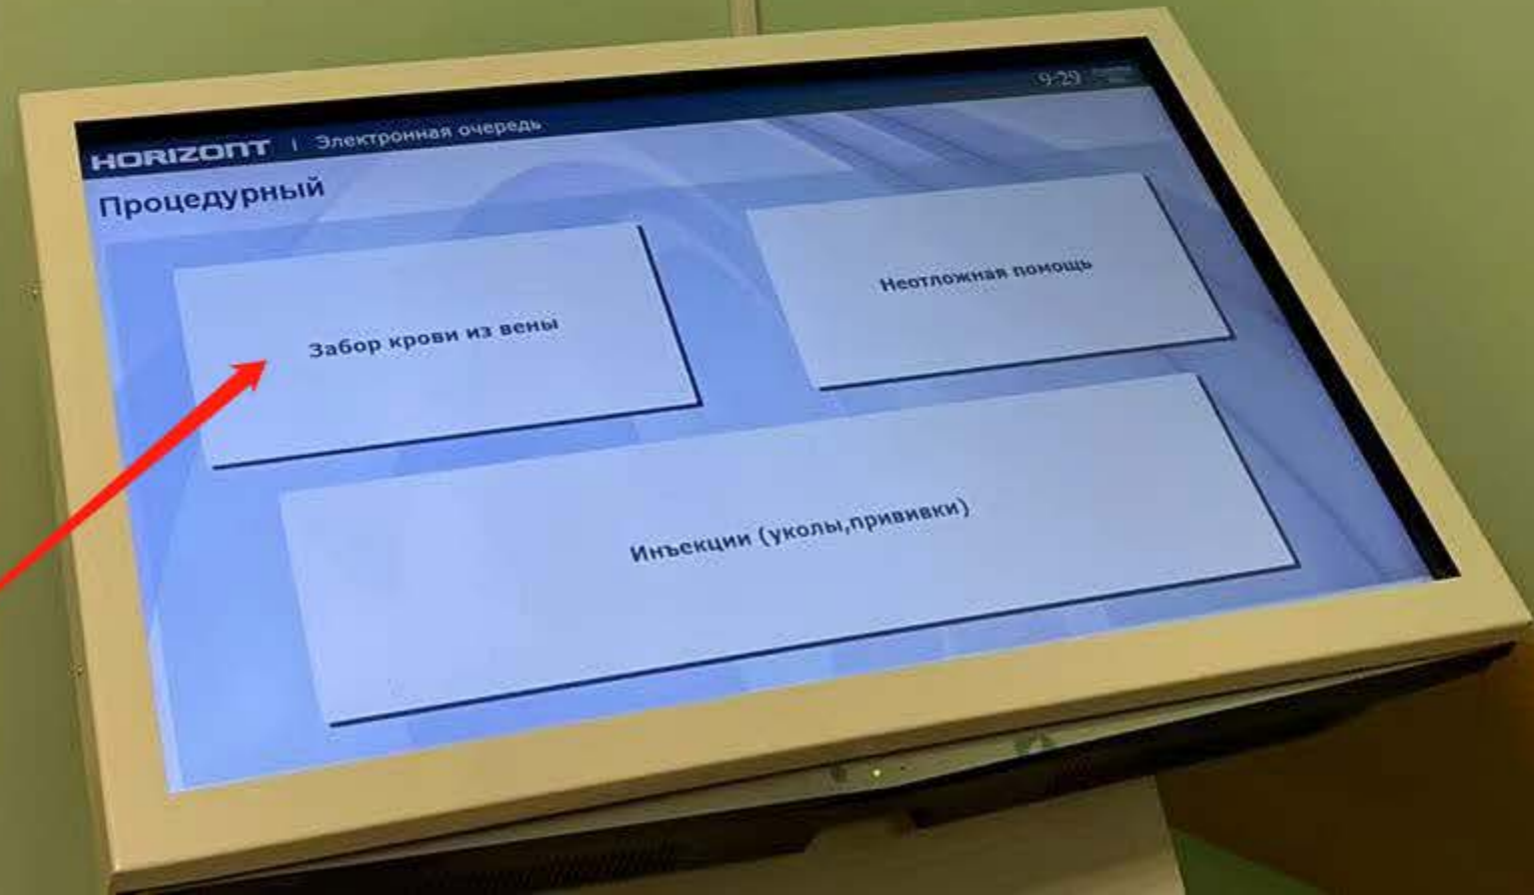 HORIZONT | Электронная очередь
9-29
Процедурный
Забор крови из вены
Неотложная помощь
Инъекции (уколы,прививки)